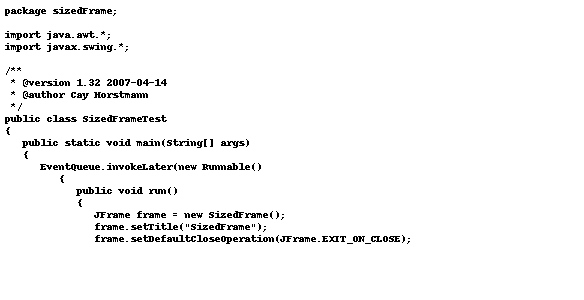 package sizedFrame;

import java.awt.*;
import javax.swing.*;

/**
 * @version 1.32 2007-04-14
 * @author Cay Horstmann
 */
public class SizedFrameTest
{
   public static void main(String[] args)
   {
      EventQueue.invokeLater(new Runnable()
         {
            public void run()
            {
               JFrame frame = new SizedFrame();
               frame.setTitle("SizedFrame");
               frame.setDefaultCloseOperation(JFrame.EXIT_ON_CLOSE);